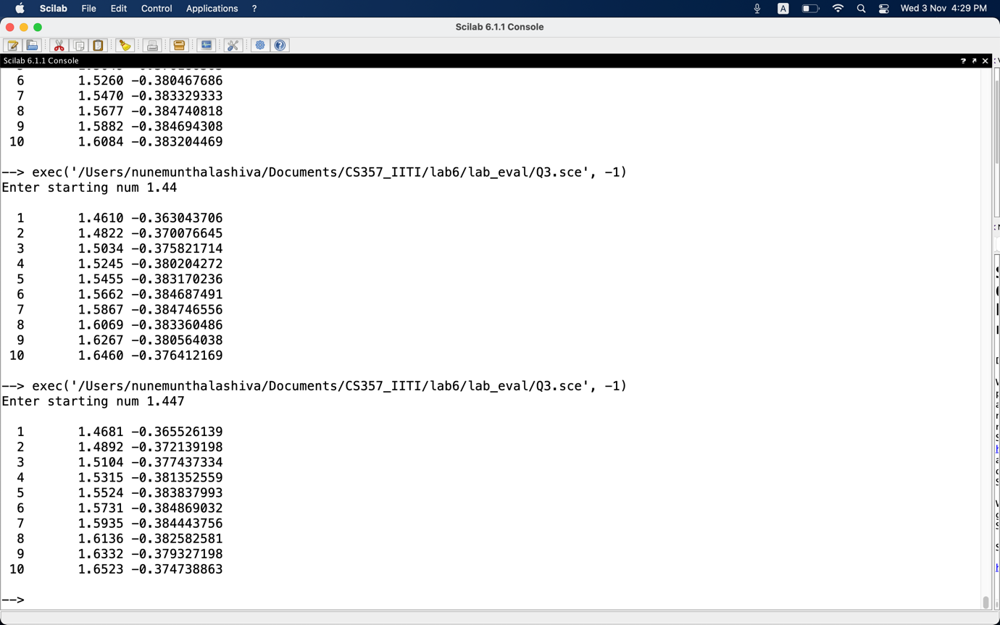 Scilab File Edit Control Applications ? A Wed 3 Nov 4:29 PM
Scilab 6.1.1 Console
Scilab 6.1.1 Console
6 1.5260 -0.380467686
7 1.5470 -0.383329333
8 1.5677 -0.384740818
9 1.5882 -0.384694308
10 1.6084 -0.383204469
--> exec('/Users/nunemunthalashiva/Documents/CS357_IITI/lab6/lab_eval/Q3.sce', -1)
Enter starting num 1.44
1 1.4610 -0.363043706
2 1.4822 -0.370076645
3 1.5034 -0.375821714
4 1.5245 -0.380204272
5 1.5455 -0.383170236
6 1.5662 -0.384687491
7 1.5867 -0.384746556
8 1.6069 -0.383360486
9 1.6267 -0.380564038
10 1.6460 -0.376412169
--> exec('/Users/nunemunthalashiva/Documents/CS357_IITI/lab6/lab_eval/Q3.sce', -1)
Enter starting num 1.447
1 1.4681 -0.365526139
2 1.4892 -0.372139198
3 1.5104 -0.377437334
4 1.5315 -0.381352559
5 1.5524 -0.383837993
6 1.5731 -0.384869032
7 1.5935 -0.384443756
8 1.6136 -0.382582581
9 1.6332 -0.379327198
10 1.6523 -0.374738863
-->